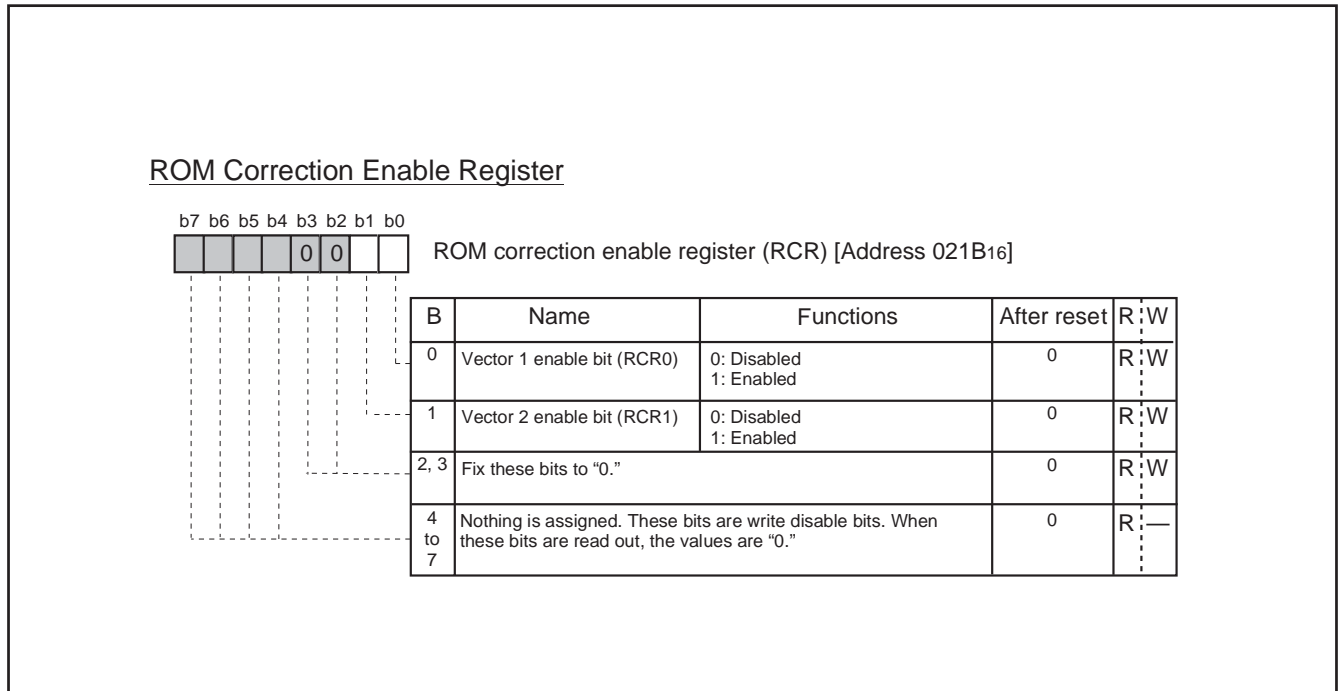 ROM Correction Enable Register
b7 b6 b5 b4 b3 b2 b1 b0
0 0
ROM correction enable register (RCR) [Address 021B16]
B Name Functions After reset R W
0 Vector 1 enable bit (RCR0) 0: Disabled 0 R W
1: Enabled
1 Vector 2 enable bit (RCR1) 0: Disabled 0 R W
1: Enabled
2, 3 Fix these bits to “0.” 0 R W
4 Nothing is assigned. These bits are write disable bits. When 0 R —
to these bits are read out, the values are “0.”
7